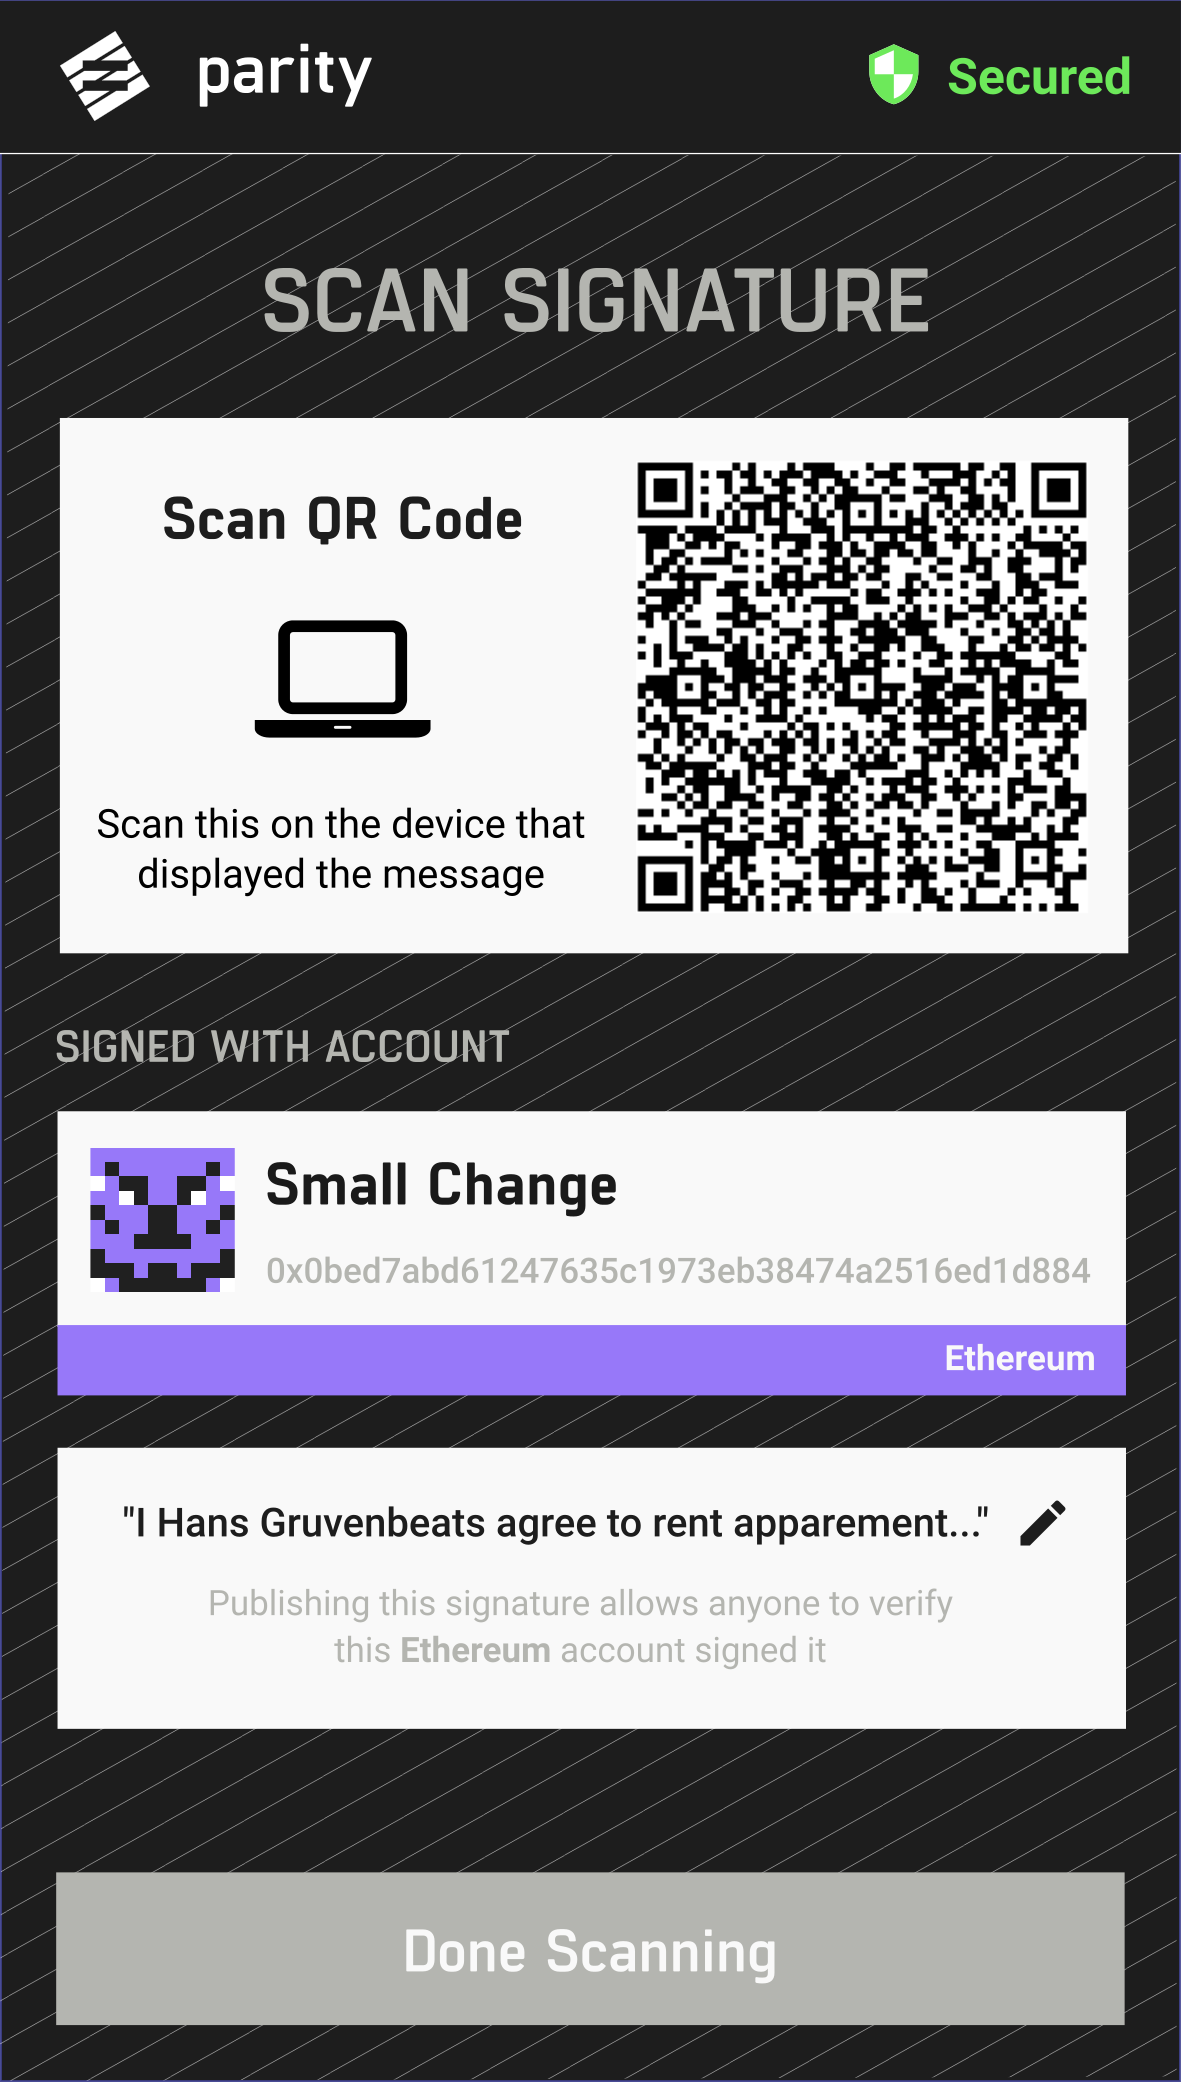 parity
Secured
SCAN SIGNATURE
Scan QR Code
Scan this on the device that
displayed the message
SIGNED WITH ACCOUNT
Small Change
0x0bed7abd61247635c1973eb38474a2516ed1d884
Ethereum
"I Hans Gruvenbeats agree to rent apparement..."
Publishing this signature allows anyone to verify
this Ethereum account signed it
Done Scanning